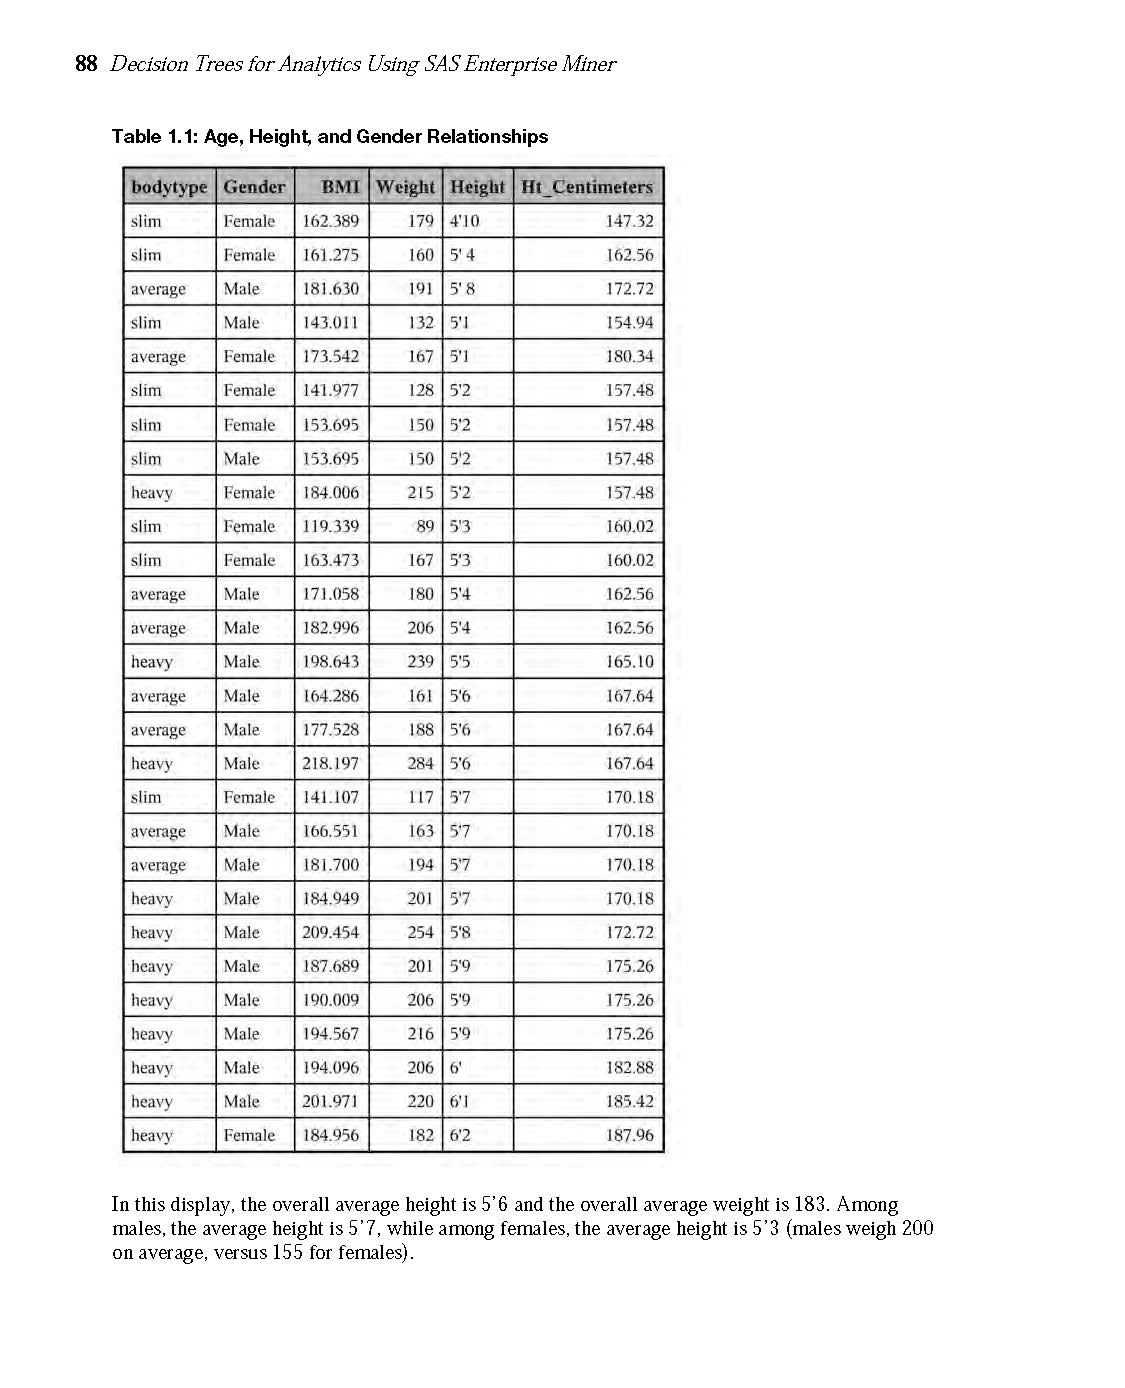 88 Decision Trees for Analytics Using SAS Enterprise Miner
Table 1.1: Age, Height, and Gender Relationships
bodytype Gender BMI Weight Height Ht_Centimeters
slim Female 162.389 179 4'10 147.32
slim Female 161.275 160 5' 4 162.56
average Male 181.630 191 5' 8 172.72
slim Male 143.011 132 5'1 154.94
average Female 173.542 167 5'1 180.34
slim Female 141.977 128 5'2 157.48
slim Female 153.695 150 5'2 157.48
slim Male 153.695 150 5'2 157.48
heavy Female 184.006 215 5'2 157.48
slim Female 119.339 89 5'3 160.02
slim Female 163.473 167 5'3 160.02
average Male 171.058 180 5'4 162.56
average Male 182.996 206 5'4 162.56
heavy Male 198.643 239 5'5 165.10
average Male 164.286 161 5'6 167.64
average Male 177.528 188 5'6 167.64
heavy Male 218.197 284 5'6 167.64
slim Female 141.107 117 5'7 170.18
average Male 166.551 163 5'7 170.18
average Male 181.700 194 5'7 170.18
heavy Male 184.949 201 5'7 170.18
heavy Male 209.454 254 5'8 172.72
heavy Male 187.689 201 5'9 175.26
heavy Male 190.009 206 5'9 175.26
heavy Male 194.567 216 5'9 175.26
heavy Male 194.096 206 6' 182.88
heavy Male 201.971 220 6'1 185.42
heavy Female 184.956 182 6'2 187.96
In this display, the overall average height is 5’6 and the overall average weight is 183. Among
males, the average height is 5’7, while among females, the average height is 5’3 (males weigh 200
on average, versus 155 for females).